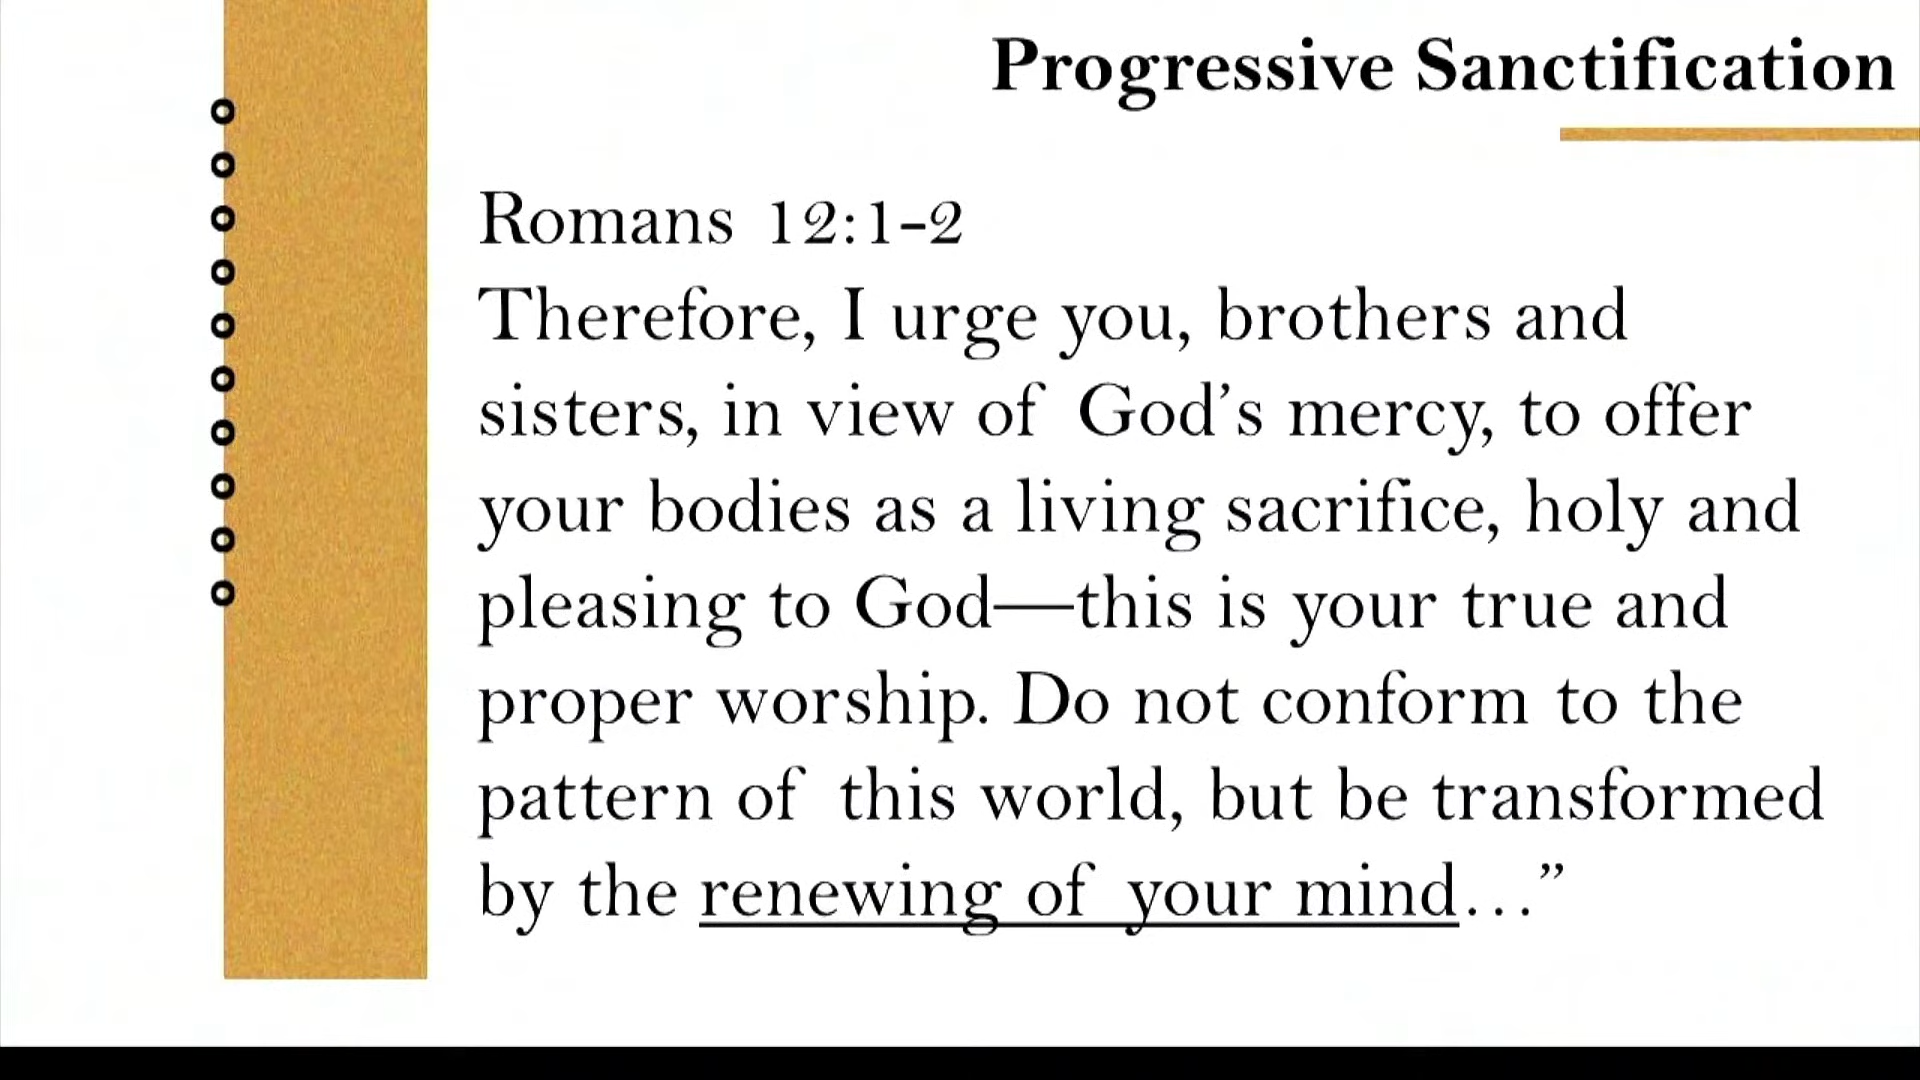 Progressive Sanctification
Romans 12:1-2
Therefore, I urge you, brothers and
sisters, in view of God’s mercy, to offer
your bodies as a living sacrifice, holy and
pleasing to God—this is your true and
proper worship. Do not conform to the
pattern of this world, but be transformed
by the renewing of your mind…”